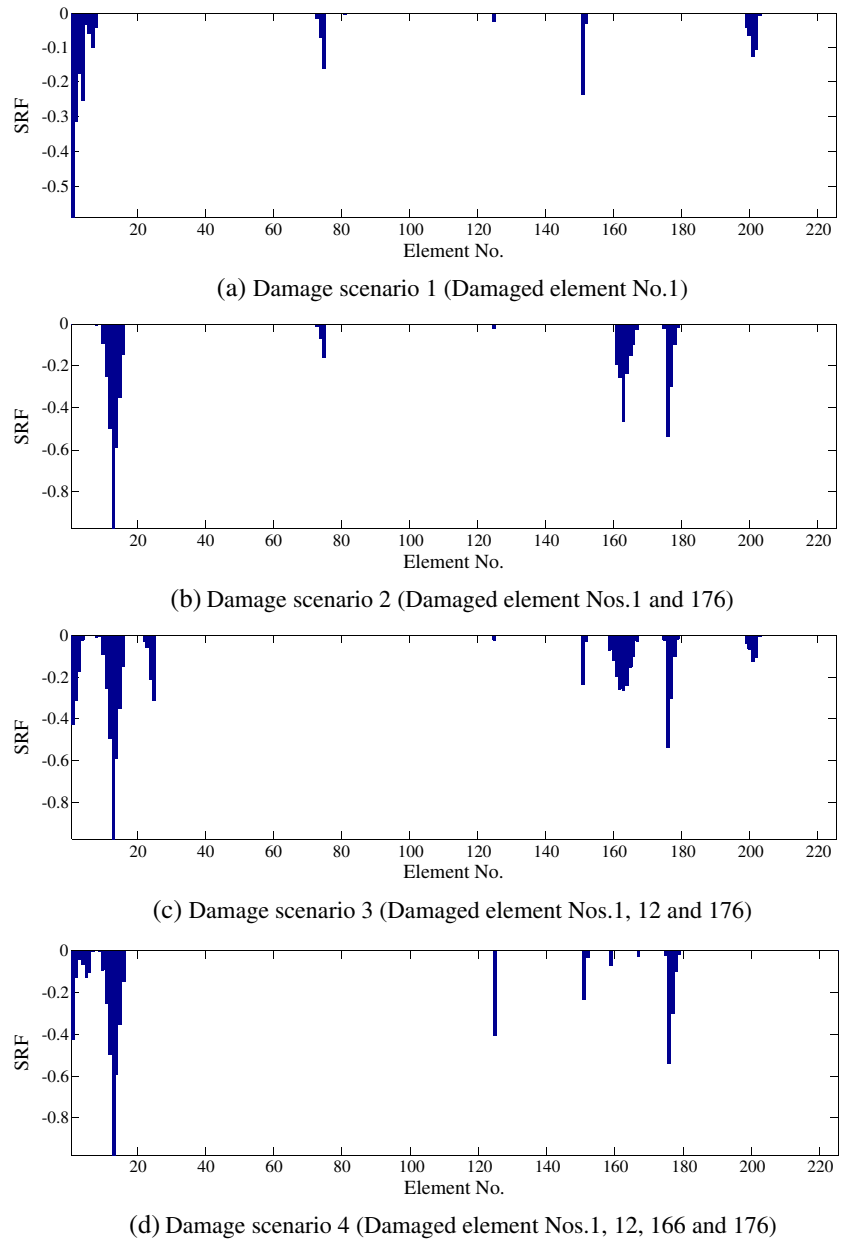 0
-0.1
-0.2
-0.3
-0.4
-0.5
SRF
20 40 60 80 100 120 140 160 180 200 220
Element No.
(a) Damage scenario 1 (Damaged element No.1)
0
-0.2
-0.4
-0.6
-0.8
SRF
20 40 60 80 100 120 140 160 180 200 220
Element No.
(b) Damage scenario 2 (Damaged element Nos.1 and 176)
0
-0.2
-0.4
-0.6
-0.8
SRF
20 40 60 80 100 120 140 160 180 200 220
Element No.
(c) Damage scenario 3 (Damaged element Nos.1, 12 and 176)
0
-0.2
-0.4
-0.6
-0.8
SRF
20 40 60 80 100 120 140 160 180 200 220
Element No.
(d) Damage scenario 4 (Damaged element Nos.1, 12, 166 and 176)